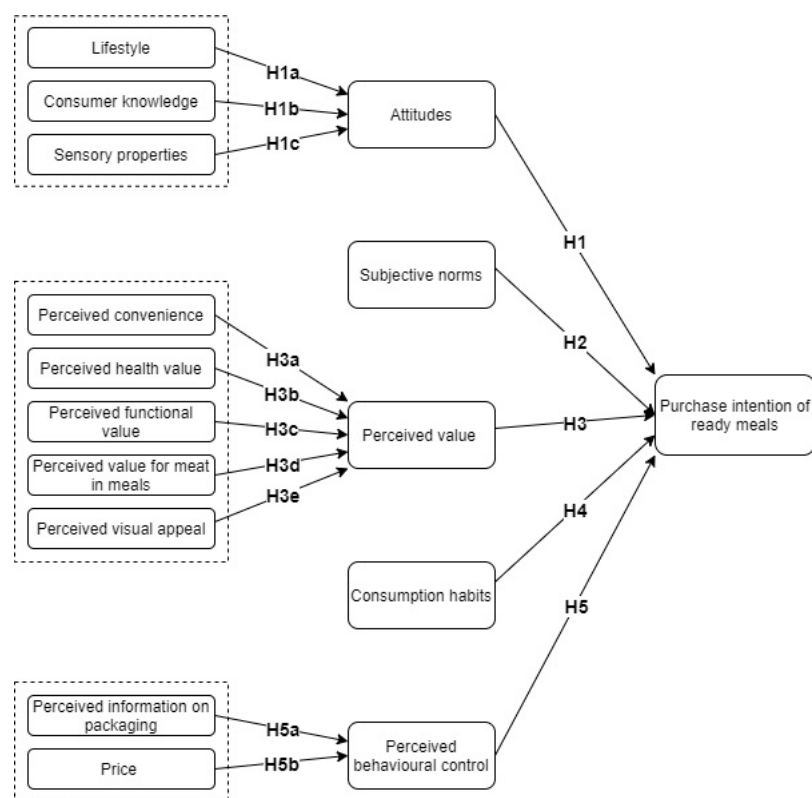 Lifestyle
H1a
Consumer knowledge
H1b
Attitudes
Sensory properties
H1c
H1
Subjective norms
Perceived convenience
H2
H3a
Perceived health value
H3b
Perceived functional
value
H3c
Perceived value
H3
Purchase intention of
ready meals
Perceived value for meat
in meals
H3d
H3e
Perceived visual appeal
H4
Consumption habits
H5
Perceived information on
packaging
H5a
Perceived
behavioural control
Price
H5b